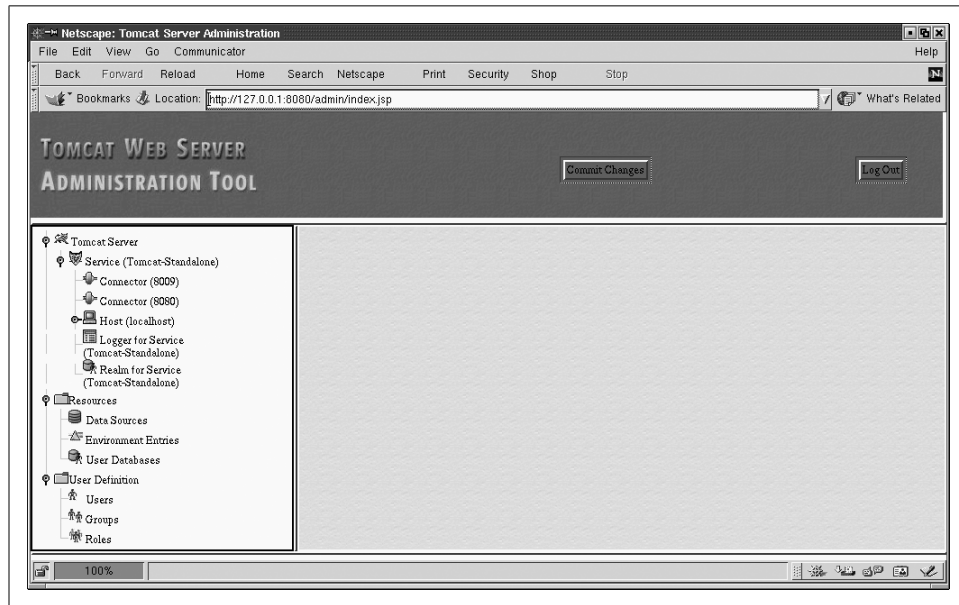 Netscape: Tomcat Server Administration
File Edit View Go Communicator Help
Back Forward Reload Home Search Netscape Print Security Shop Stop N
Bookmarks Location: http://127.0.0.1:8080/admin/index.jsp What's Related
TOMCAT WEB SERVER
ADMINISTRATION TOOL
Commit Changes
Log Out
Tomcat Server
Service (Tomcat-Standalone)
Connector (8009)
Connector (8080)
Host (localhost)
Logger for Service
(Tomcat-Standalone)
Realm for Service
(Tomcat-Standalone)
Resources
Data Sources
Environment Entries
User Databases
User Definition
Users
Groups
Roles
100%